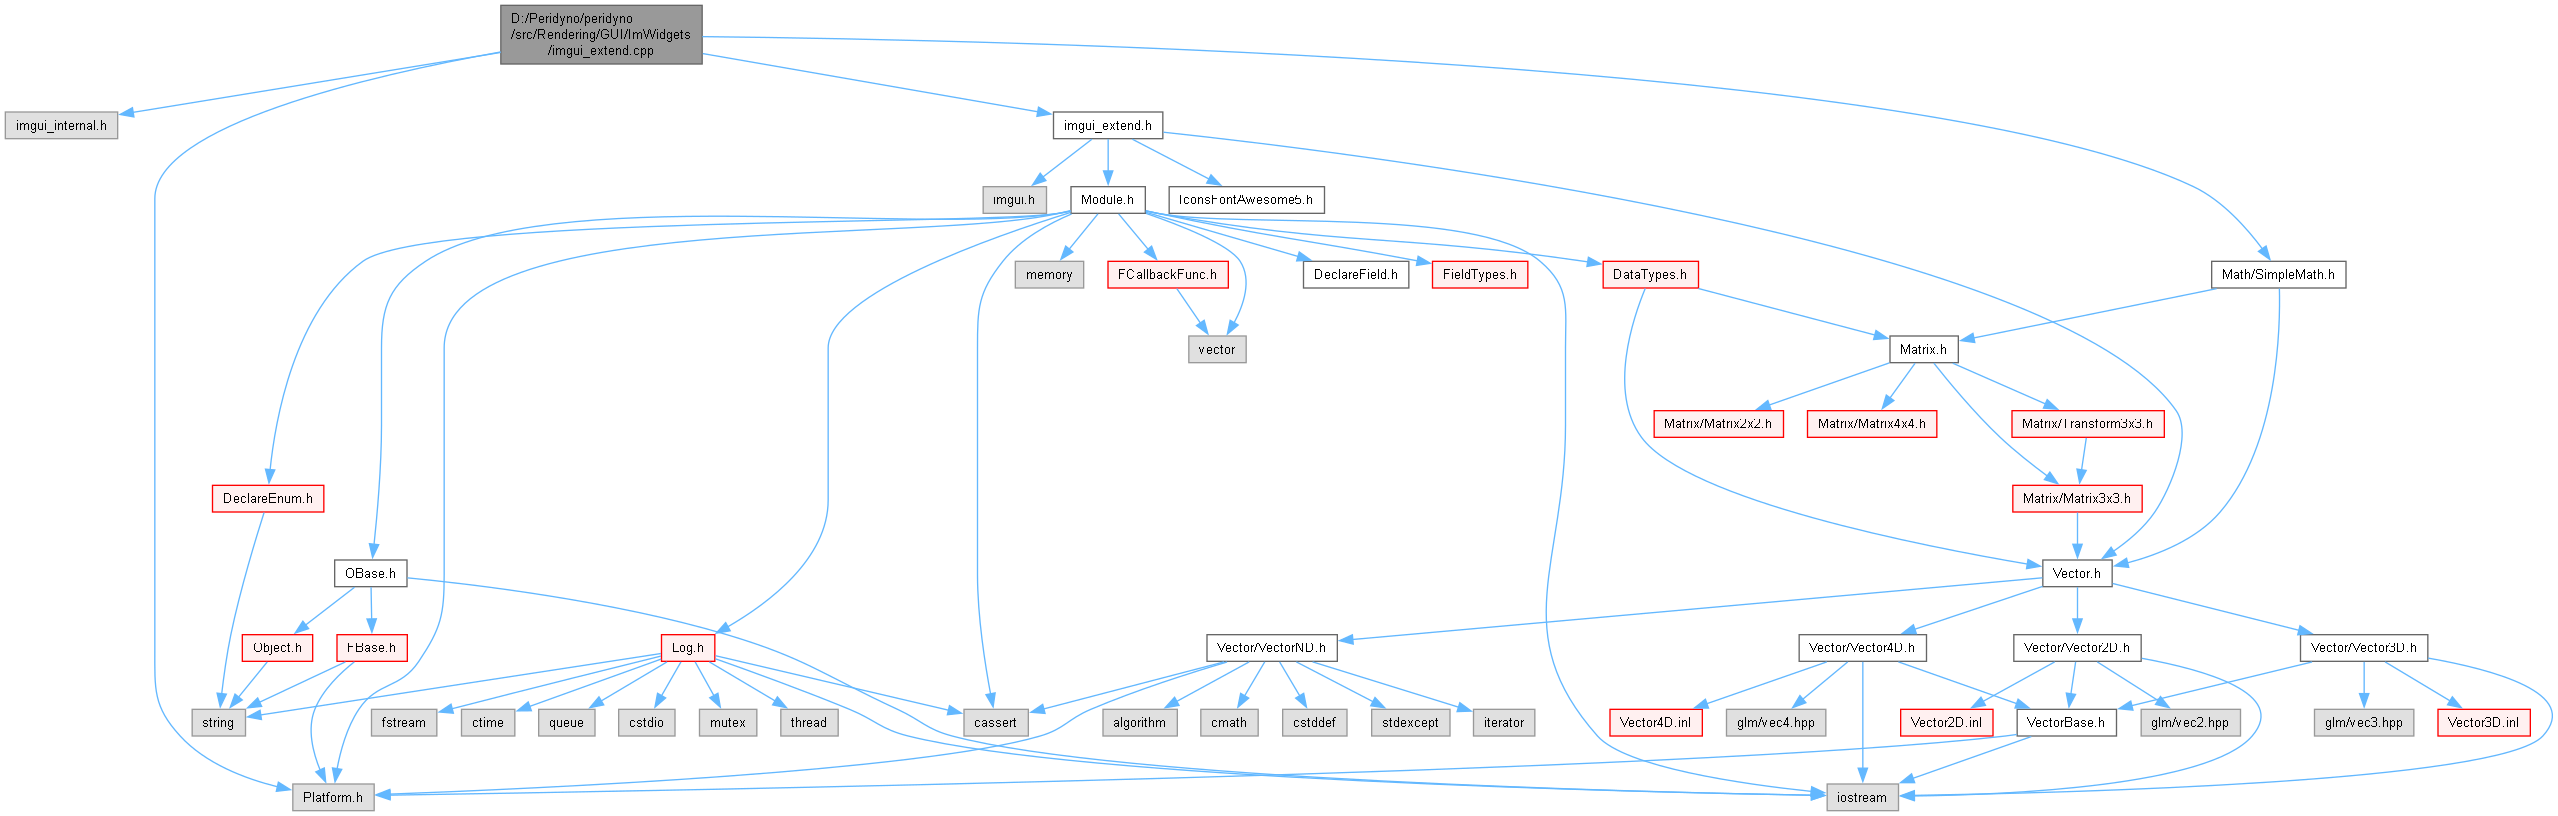 D:/Peridyno/peridyno
/src/Rendering/GUI/ImWidgets
/imgui_extend.cpp
imgui_internal.h
imgui_extend.h
imgui.h
Module.h
IconsFontAwesome5.h
memory
FCallbackFunc.h
DeclareField.h
FieldTypes.h
DataTypes.h
Math/SimpleMath.h
vector
Matrix.h
Matrix/Matrix2x2.h
Matrix/Matrix4x4.h
Matrix/Transform3x3.h
DeclareEnum.h
Matrix/Matrix3x3.h
OBase.h
Vector.h
Object.h
FBase.h
Log.h
Vector/VectorND.h
Vector/Vector4D.h
Vector/Vector2D.h
Vector/Vector3D.h
string
fstream
ctime
queue
cstdio
mutex
thread
cassert
algorithm
cmath
cstddef
stdexcept
iterator
Vector4D.inl
glm/vec4.hpp
Vector2D.inl
VectorBase.h
glm/vec2.hpp
glm/vec3.hpp
Vector3D.inl
Platform.h
iostream